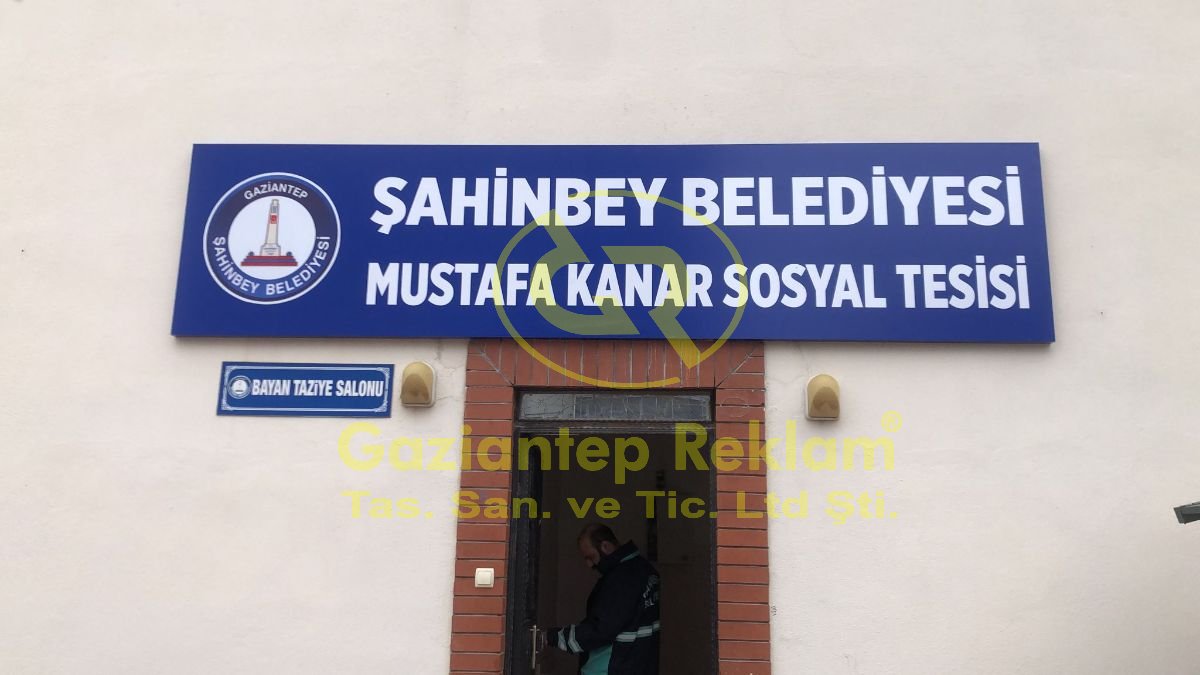 GAZİANTEP
ŞAHİNBEY BELEDİYESİ
ŞAHİNBEY BELEDİYESİ
MUSTAFA KANAR SOSYAL TESİSİ
BAYAN TAZİYE SALONU
GR
Gaziantep Reklam®
Tas. San. ve Tic. Ltd Şti.